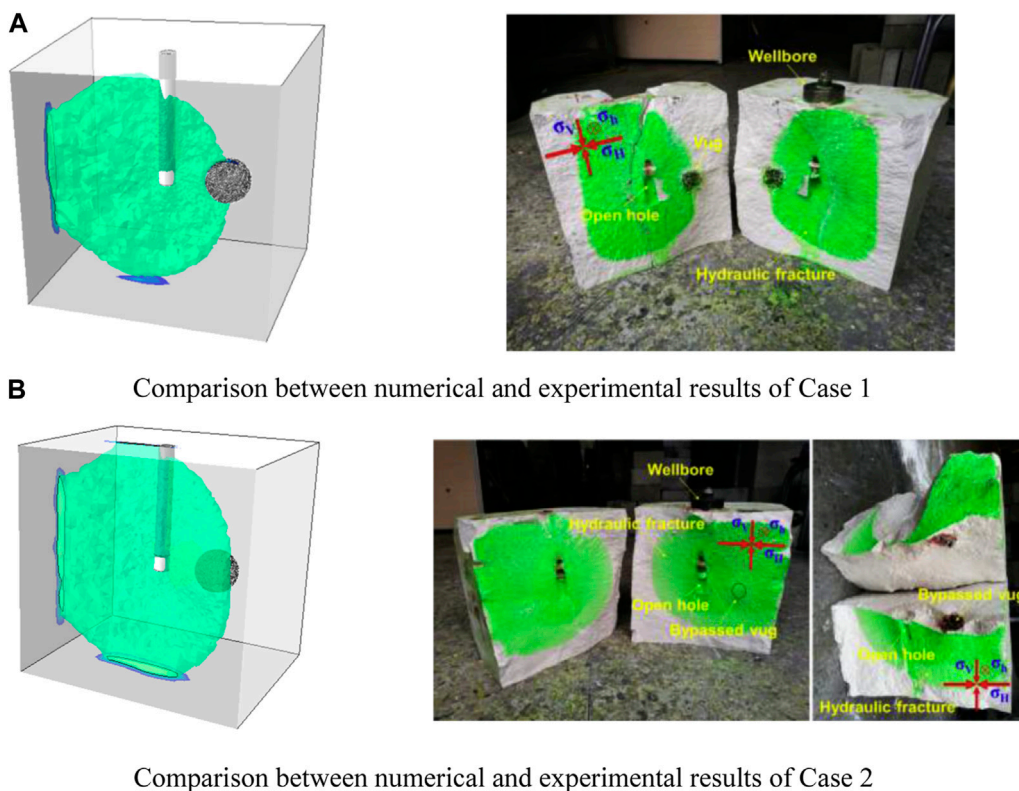 A
Wellbore
σV
σh
σH
Vug
Open hole
Hydraulic fracture
Comparison between numerical and experimental results of Case 1
B
Wellbore
Hydraulic fracture
σV
σh
σH
Open hole
Bypassed vug
Bypassed vug
Open hole
σV
σh
σH
Hydraulic fracture
Comparison between numerical and experimental results of Case 2